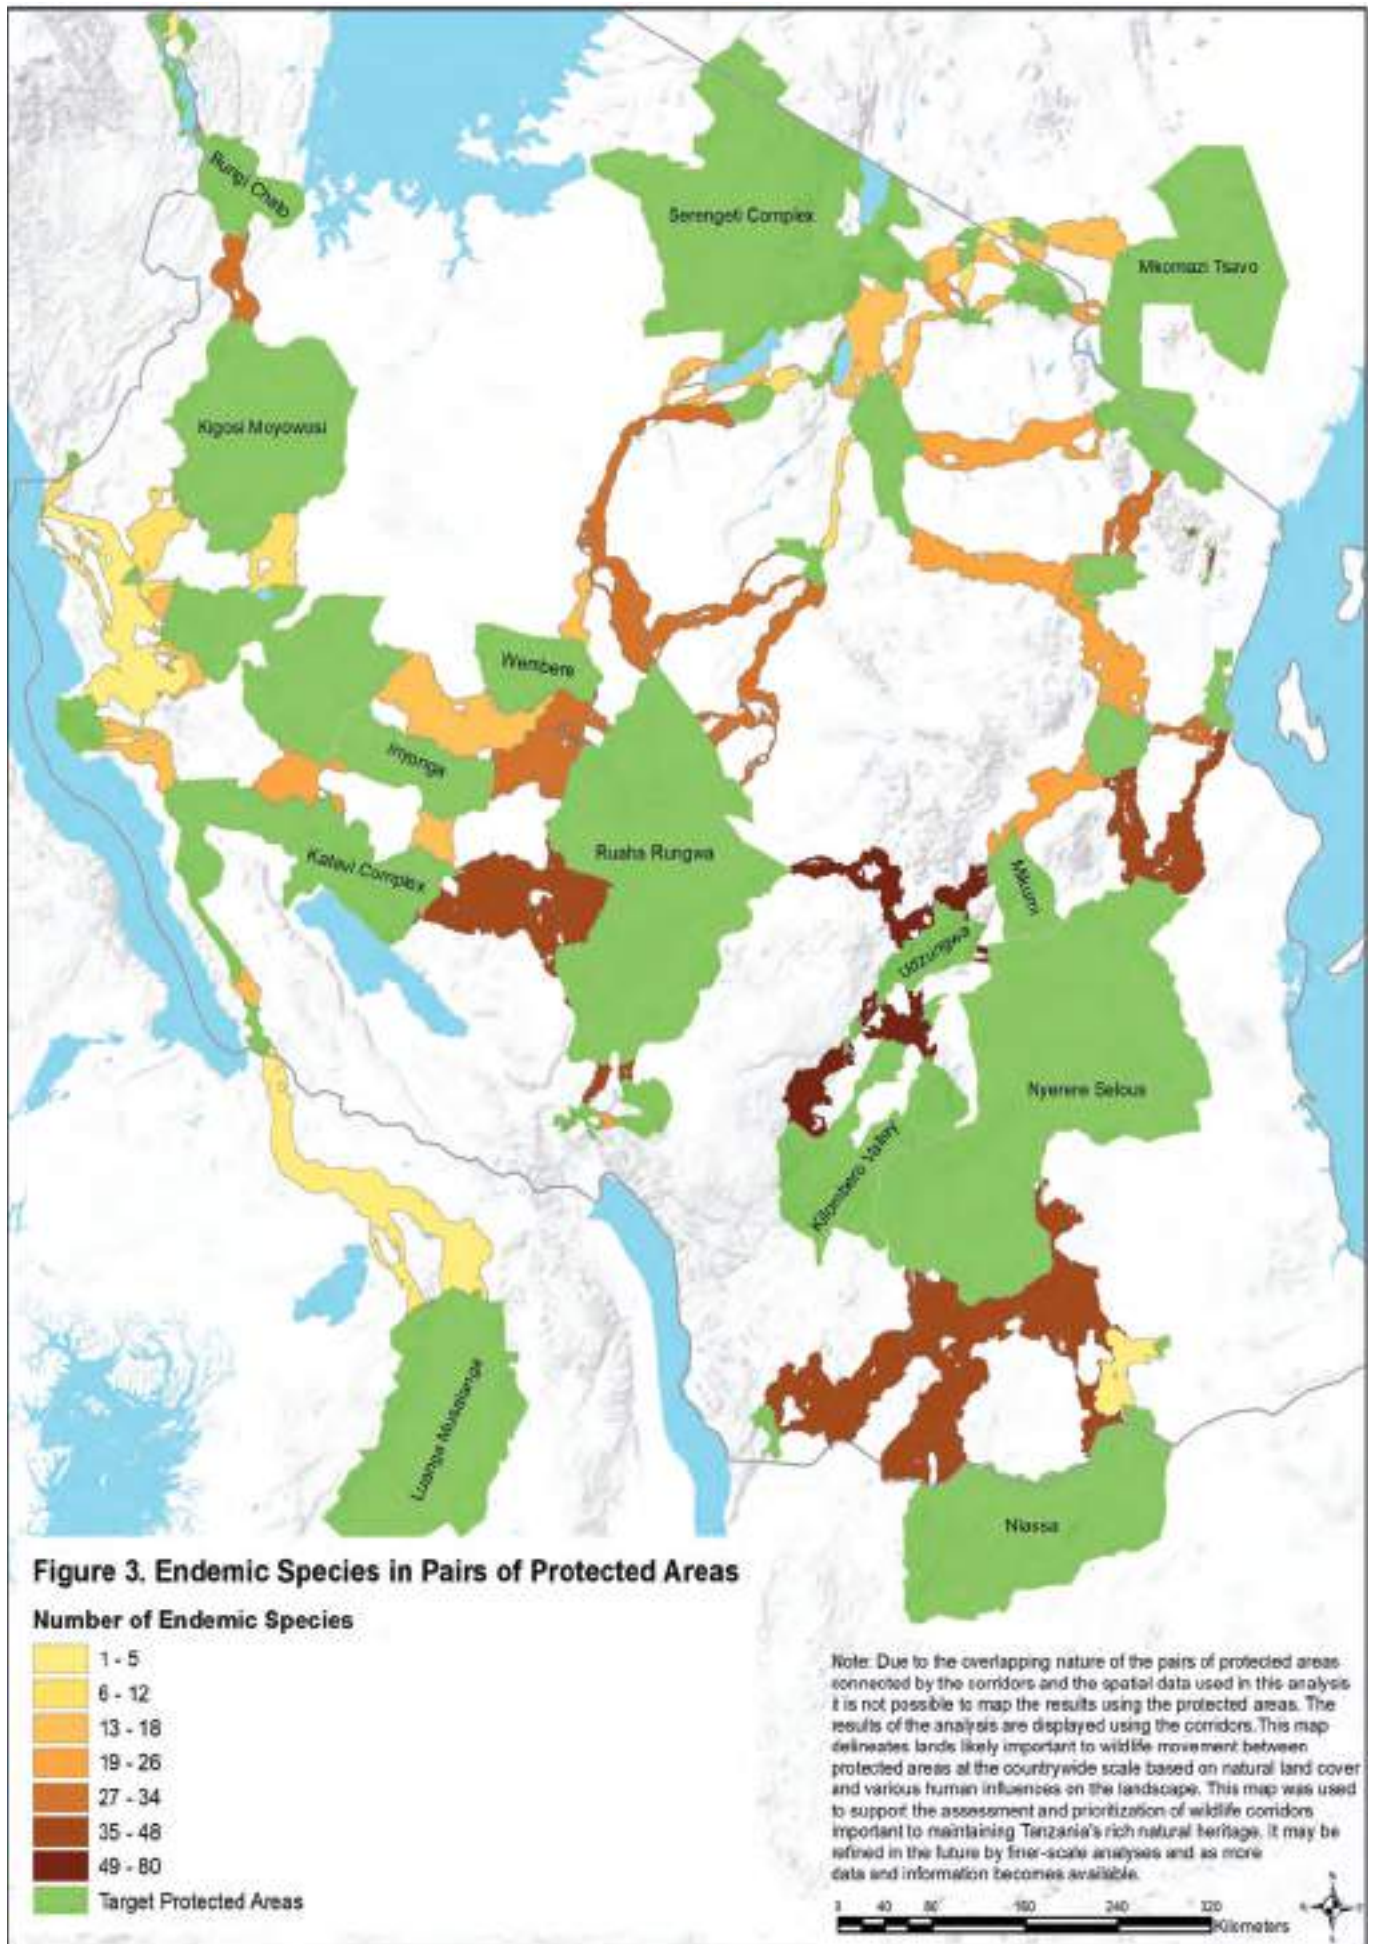 Rungi Chato
Serengeti Complex
Mkomazi Tsavo
Kigosi Moyowosi
Wembere
Inyonga
Ruaha Rungwa
Katavi Complex
Mikumi
Udzungwa
Nyerere Selous
Kilombero Valley
Luanga Musalanga
Niassa
Figure 3. Endemic Species in Pairs of Protected Areas
Number of Endemic Species
1 - 5
6 - 12
13 - 18
19 - 26
27 - 34
35 - 48
49 - 80
Target Protected Areas
Note: Due to the overlapping nature of the pairs of protected areas
connected by the corridors and the spatial data used in this analysis
it is not possible to map the results using the protected areas. The
results of the analysis are displayed using the corridors. This map
delineates lands likely important to wildlife movement between
protected areas at the countrywide scale based on natural land cover
and various human influences on the landscape. This map was used
to support the assessment and prioritization of wildlife corridors
important to maintaining Tanzania's rich natural heritage. It may be
refined in the future by finer-scale analyses and as more
data and information becomes available.
0 40 80 160 240 320
Kilometers